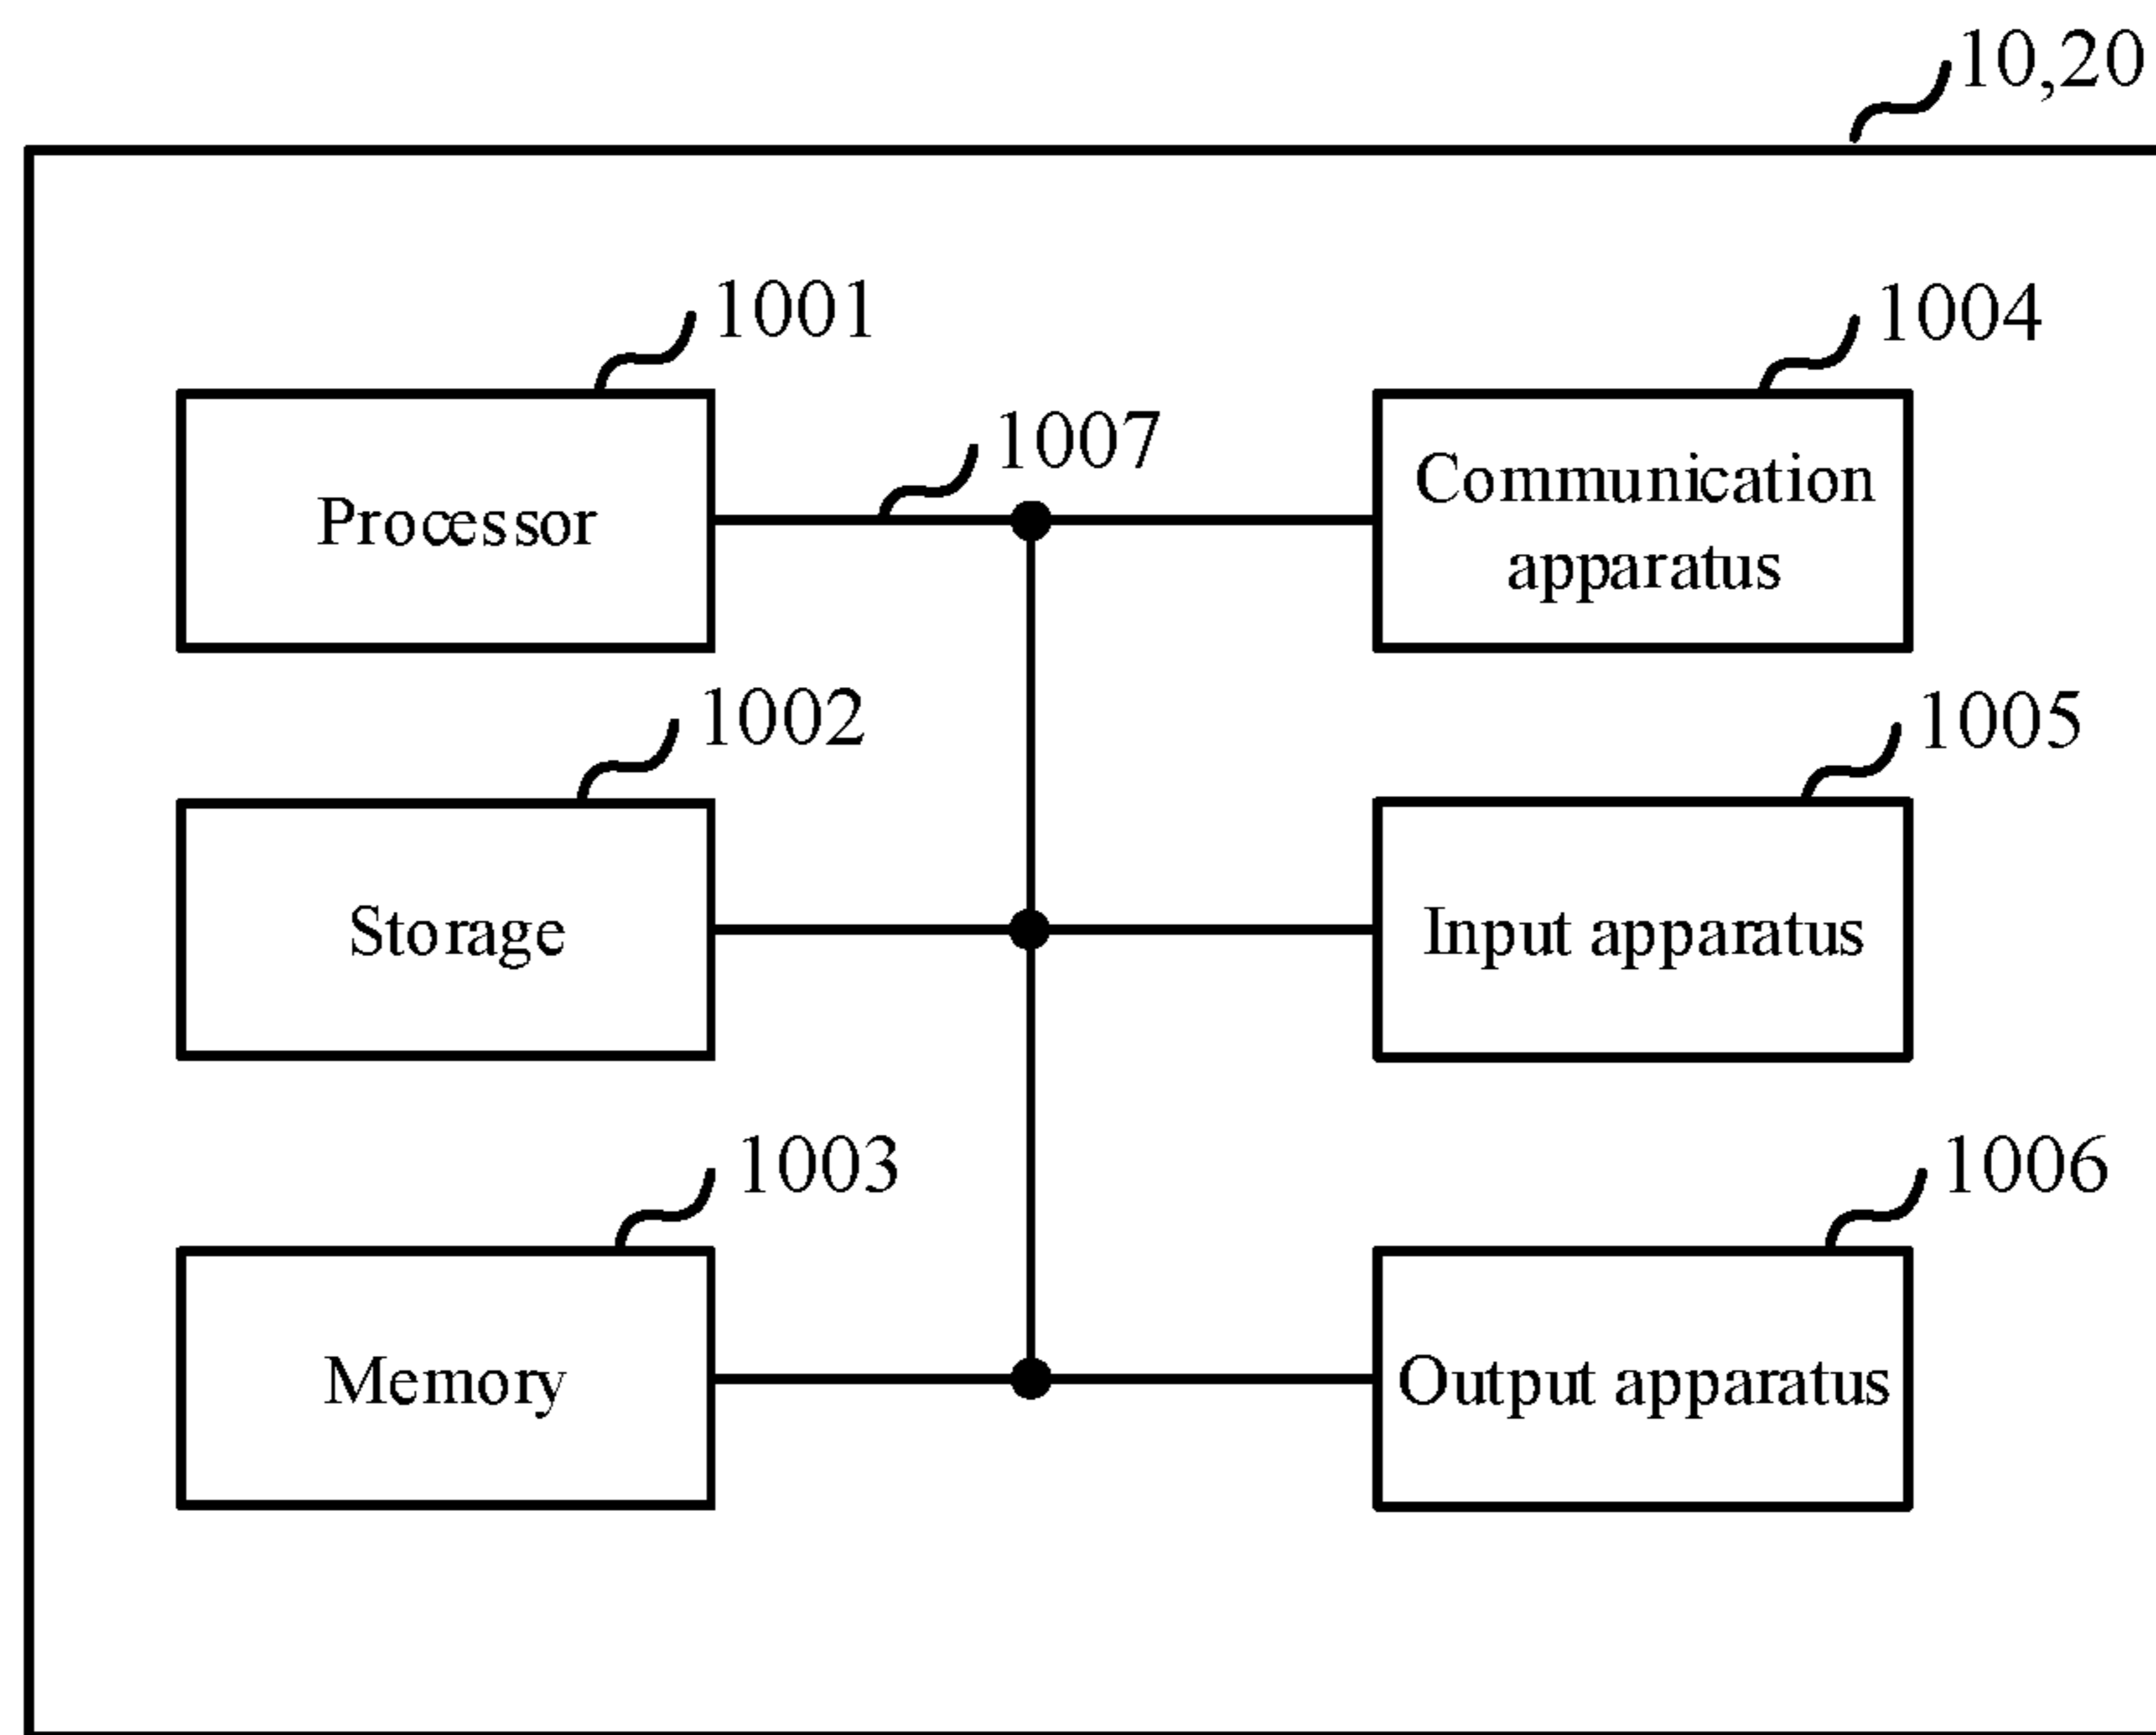 10,20
1001
1004
1007
Processor
Communication
apparatus
1002
1005
Storage
Input apparatus
1003
1006
Memory
Output apparatus